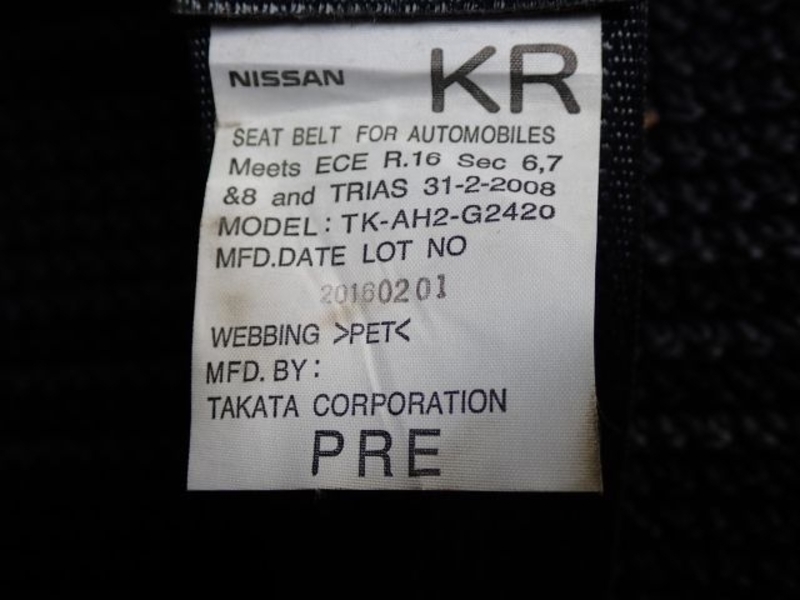 NISSAN KR
SEAT BELT FOR AUTOMOBILES
Meets ECE R.16 Sec 6,7
&8 and TRIAS 31-2-2008
MODEL: TK-AH2-G2420
MFD.DATE LOT NO
20160201
WEBBING >PET<
MFD. BY:
TAKATA CORPORATION
PRE